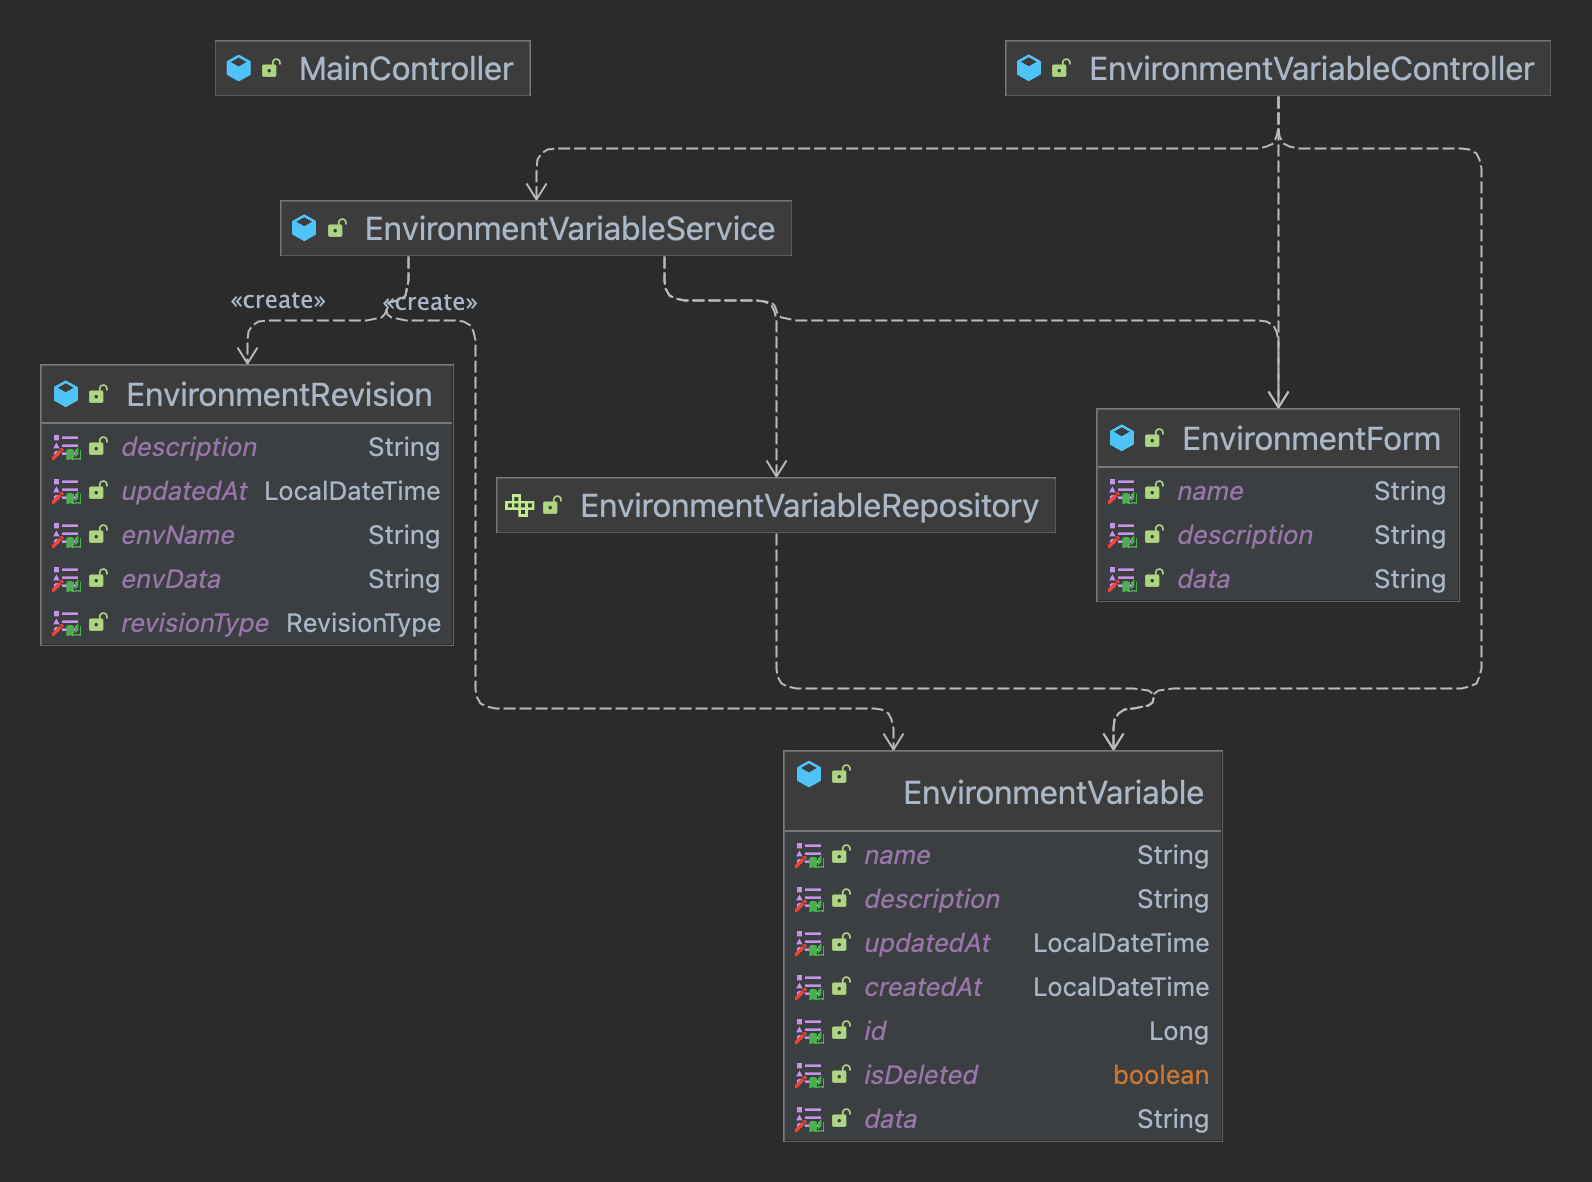 MainController
EnvironmentVariableController
EnvironmentVariableService
«create»
«create»
EnvironmentRevision
description String
updatedAt LocalDateTime
envName String
envData String
revisionType RevisionType
EnvironmentVariableRepository
EnvironmentForm
name String
description String
data String
EnvironmentVariable
name String
description String
updatedAt LocalDateTime
createdAt LocalDateTime
id Long
isDeleted boolean
data String